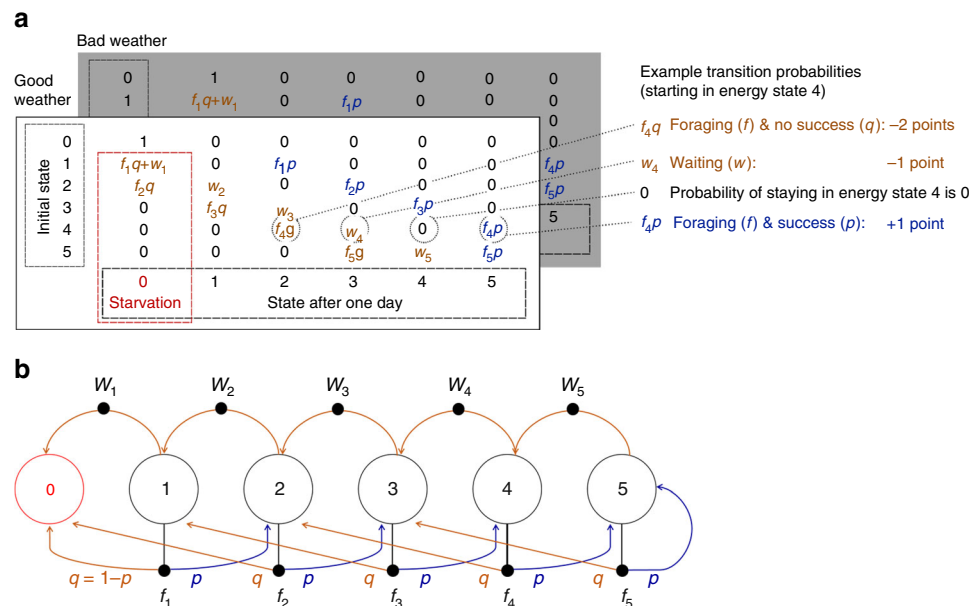 a
Bad weather
Good
weather
0 1 0 0 0 0 0
1 f₁q+w₁ 0 f₁p 0 0 0
0
0 1 0 0 0 0 0
1 f₁q+w₁ 0 f₁p 0 0 0 f₄p
2 f₂q w₂ 0 f₂p 0 0 f₅p
3 0 f₃q w₃ 0 f₃p 0 5
4 0 0 f₄g w₄ 0 f₄p
5 0 0 0 f₅g w₅ f₅p
Initial state
0 1 2 3 4 5
Starvation State after one day
Example transition probabilities
(starting in energy state 4)
f₄q Foraging (f) & no success (q): –2 points
w₄ Waiting (w): –1 point
0 Probability of staying in energy state 4 is 0
f₄p Foraging (f) & success (p): +1 point
b
W₁ W₂ W₃ W₄ W₅
0 1 2 3 4 5
q = 1–p p q p q p q p q p
f₁ f₂ f₃ f₄ f₅